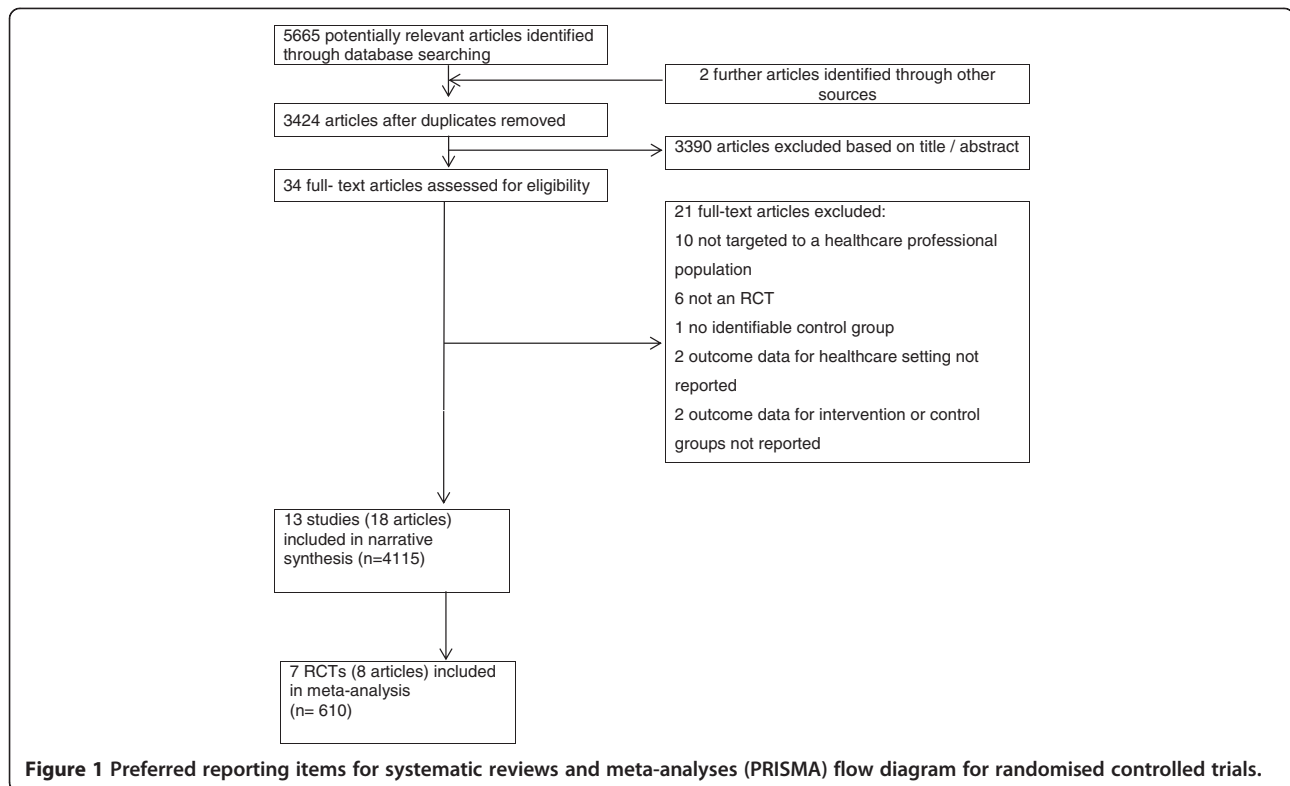 5665 potentially relevant articles identified
through database searching
2 further articles identified through other
sources
3424 articles after duplicates removed
3390 articles excluded based on title / abstract
34 full- text articles assessed for eligibility
21 full-text articles excluded:
10 not targeted to a healthcare professional
population
6 not an RCT
1 no identifiable control group
2 outcome data for healthcare setting not
reported
2 outcome data for intervention or control
groups not reported
13 studies (18 articles)
included in narrative
synthesis (n=4115)
7 RCTs (8 articles) included
in meta-analysis
(n= 610)
Figure 1 Preferred reporting items for systematic reviews and meta-analyses (PRISMA) flow diagram for randomised controlled trials.